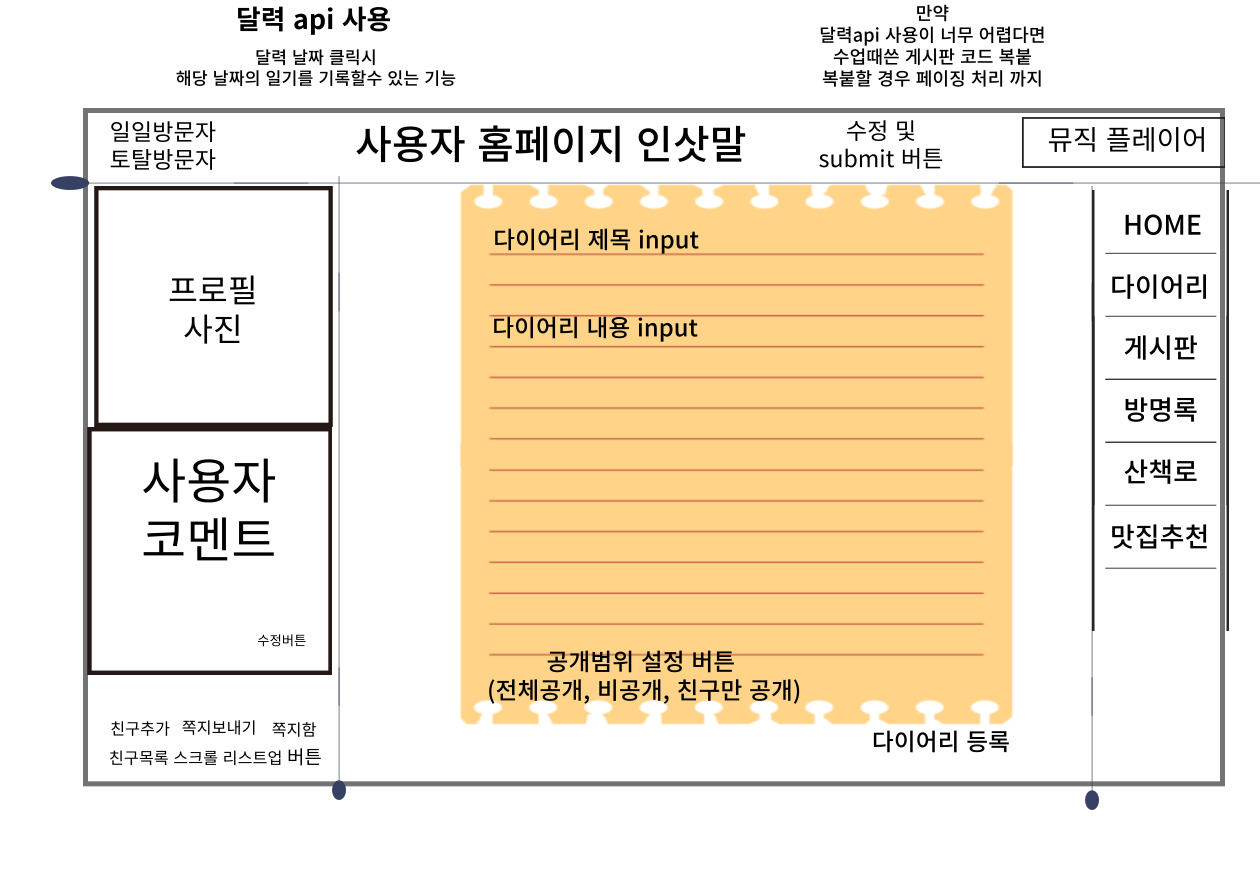 달력 api 사용
달력 날짜 클릭시
해당 날짜의 일기를 기록할수 있는 기능
만약
달력api 사용이 너무 어렵다면
수업때쓴 게시판 코드 복붙
복붙할 경우 페이징 처리 까지
일일방문자
토탈방문자
사용자 홈페이지 인삿말
수정 및
submit 버튼
뮤직 플레이어
프로필
사진
사용자
코멘트
수정버튼
친구추가 쪽지보내기 쪽지함
친구목록 스크롤 리스트업 버튼
다이어리 제목 input
다이어리 내용 input
공개범위 설정 버튼
(전체공개, 비공개, 친구만 공개)
다이어리 등록
HOME
다이어리
게시판
방명록
산책로
맛집추천